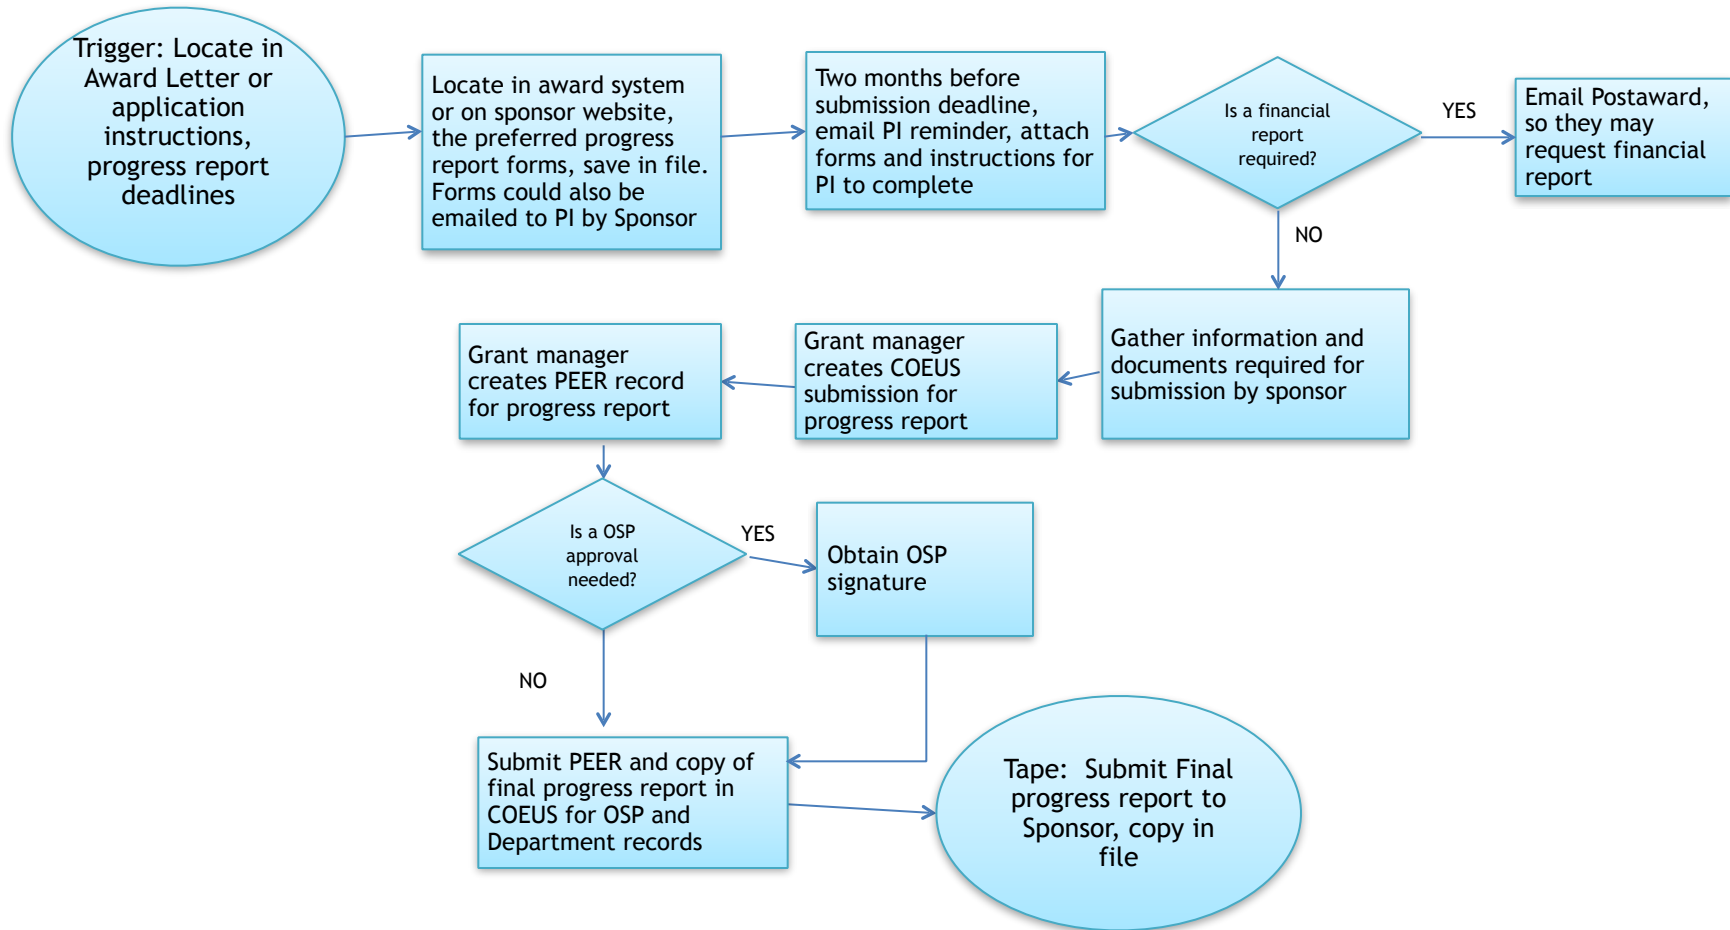 Trigger: Locate in
Award Letter or
application
instructions,
progress report
deadlines
Locate in award system
or on sponsor website,
the preferred progress
report forms, save in file.
Forms could also be
emailed to PI by Sponsor
Two months before
submission deadline,
email PI reminder, attach
forms and instructions for
PI to complete
Is a financial
report
required?
YES
Email Postaward,
so they may
request financial
report
NO
Gather information and
documents required for
submission by sponsor
Grant manager
creates COEUS
submission for
progress report
Grant manager
creates PEER record
for progress report
Is a OSP
approval
needed?
YES
Obtain OSP
signature
NO
Submit PEER and copy of
final progress report in
COEUS for OSP and
Department records
Tape:  Submit Final
progress report to
Sponsor, copy in
file